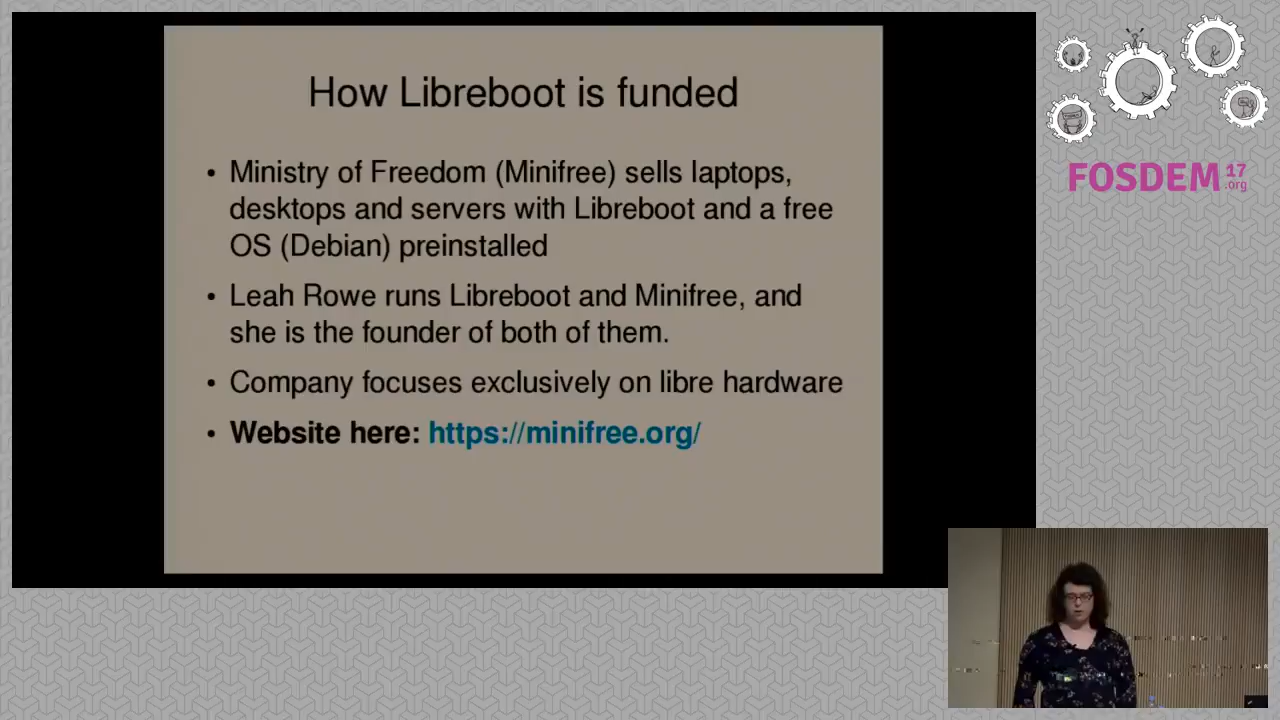 How Libreboot is funded
• Ministry of Freedom (Minifree) sells laptops,
desktops and servers with Libreboot and a free
OS (Debian) preinstalled
• Leah Rowe runs Libreboot and Minifree, and
she is the founder of both of them.
• Company focuses exclusively on libre hardware
• Website here: https://minifree.org/
FOSDEM 17
.org